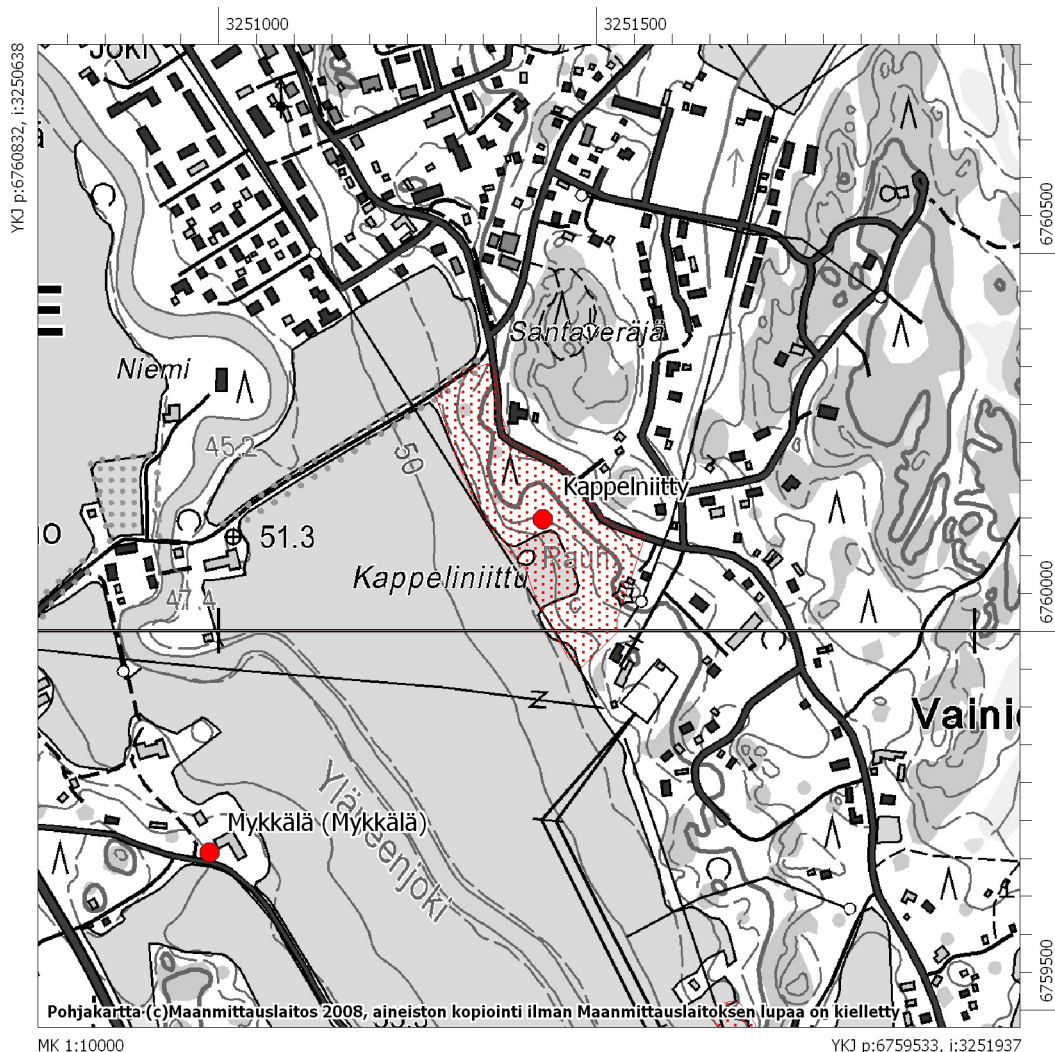 3251000
3251500
YKJ p:6760832, i:3250638
6760500
Santaveräjä
Niemi
45.2
50
Kappelniitty
51.3
Rauh.
Kappeliniittu
6760000
47.4
Yläneenjoki
Mykkälä (Mykkälä)
6759500
Pohjakartta (c)Maanmittauslaitos 2008, aineiston kopiointi ilman Maanmittauslaitoksen lupaa on kielletty
MK 1:10000
YKJ p:6759533, i:3251937